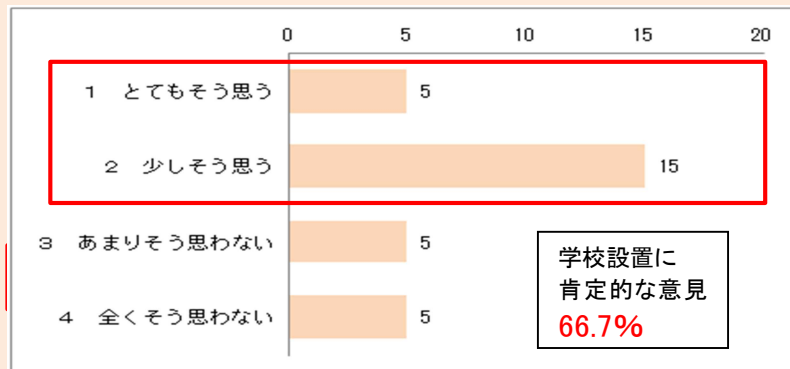 0 5 10 15 20
1 とてもそう思う 5
2 少しそう思う 15
3 あまりそう思わない 5
4 全くそう思わない 5
学校設置に
肯定的な意見
66.7%